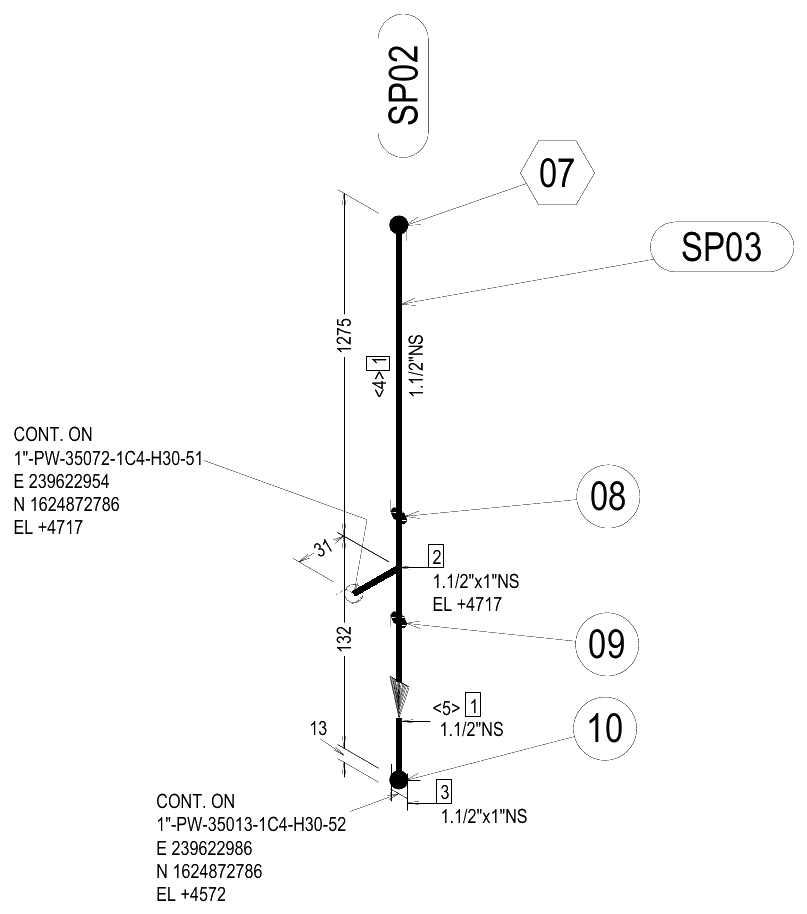 SP02
07
SP03
1275
<4> 1
1.1/2"NS
CONT. ON
1"-PW-35072-1C4-H30-51
E 239622954
N 1624872786
EL +4717
08
31
2
1.1/2"x1"NS
EL +4717
09
132
<5> 1
1.1/2"NS
10
13
3
1.1/2"x1"NS
CONT. ON
1"-PW-35013-1C4-H30-52
E 239622986
N 1624872786
EL +4572